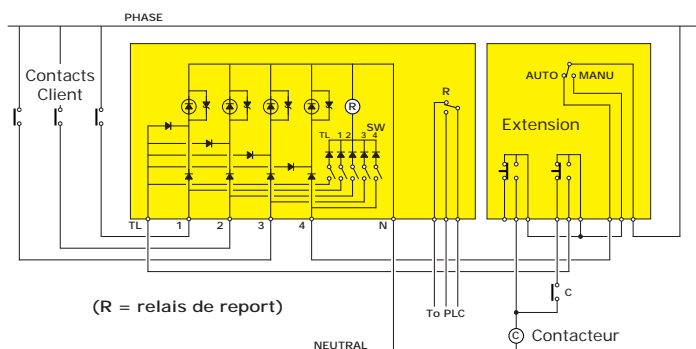 PHASE
Contacts
Client
R
AUTO
MANU
R
Extension
SW
TL 1 2 3 4
TL 1 2 3 4 N
C
(R = relais de report)
To PLC
C Contacteur
NEUTRAL